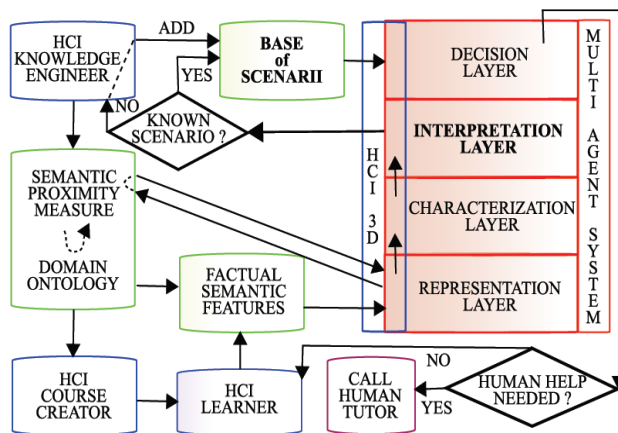 HCI
KNOWLEDGE
ENGINEER
ADD
YES
NO
BASE
of
SCENARII
KNOWN
SCENARIO ?
DECISION
LAYER
INTERPRETATION
LAYER
CHARACTERIZATION
LAYER
REPRESENTATION
LAYER
HCI 3D
MULTI AGENT SYSTEM
SEMANTIC
PROXIMITY
MEASURE
DOMAIN
ONTOLOGY
FACTUAL
SEMANTIC
FEATURES
HCI
COURSE
CREATOR
HCI
LEARNER
CALL
HUMAN
TUTOR
NO
YES
HUMAN HELP
NEEDED ?